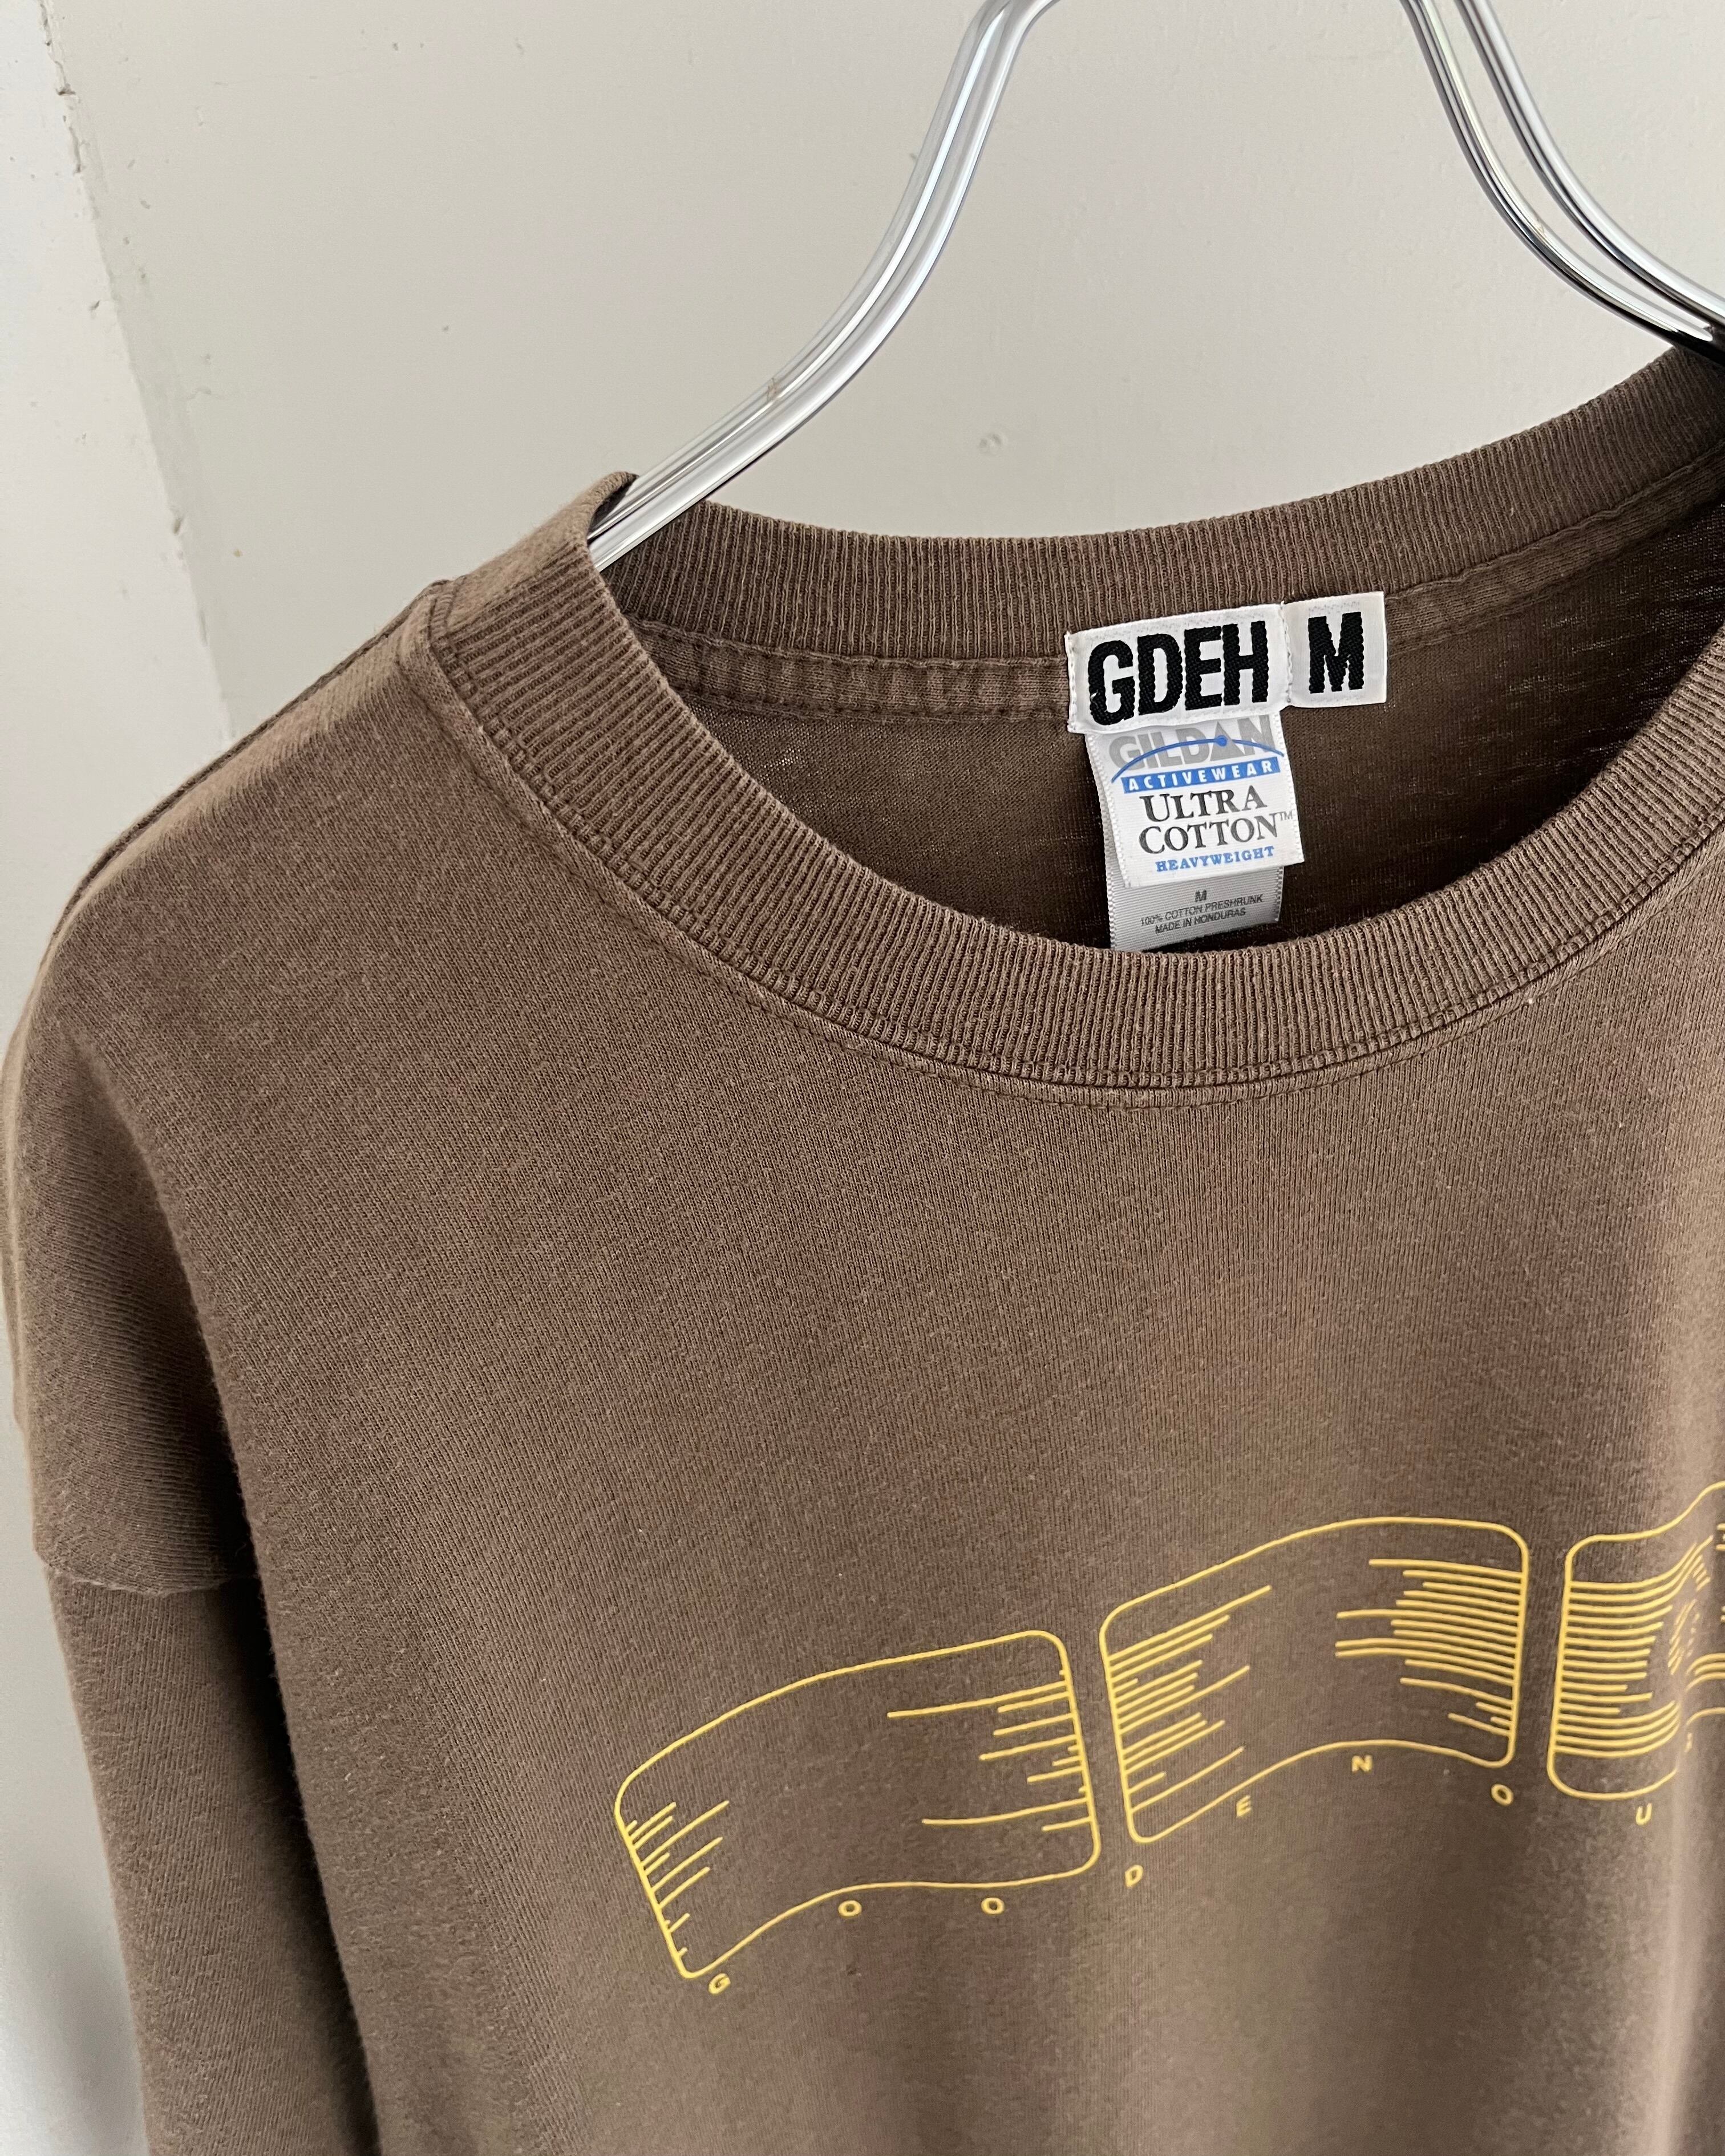 GDEH M
GILDAN
ACTIVEWEAR
ULTRA
COTTON™
HEAVYWEIGHT
M
100% COTTON PRESHRUNK
MADE IN HONDURAS
G O O D E N O U